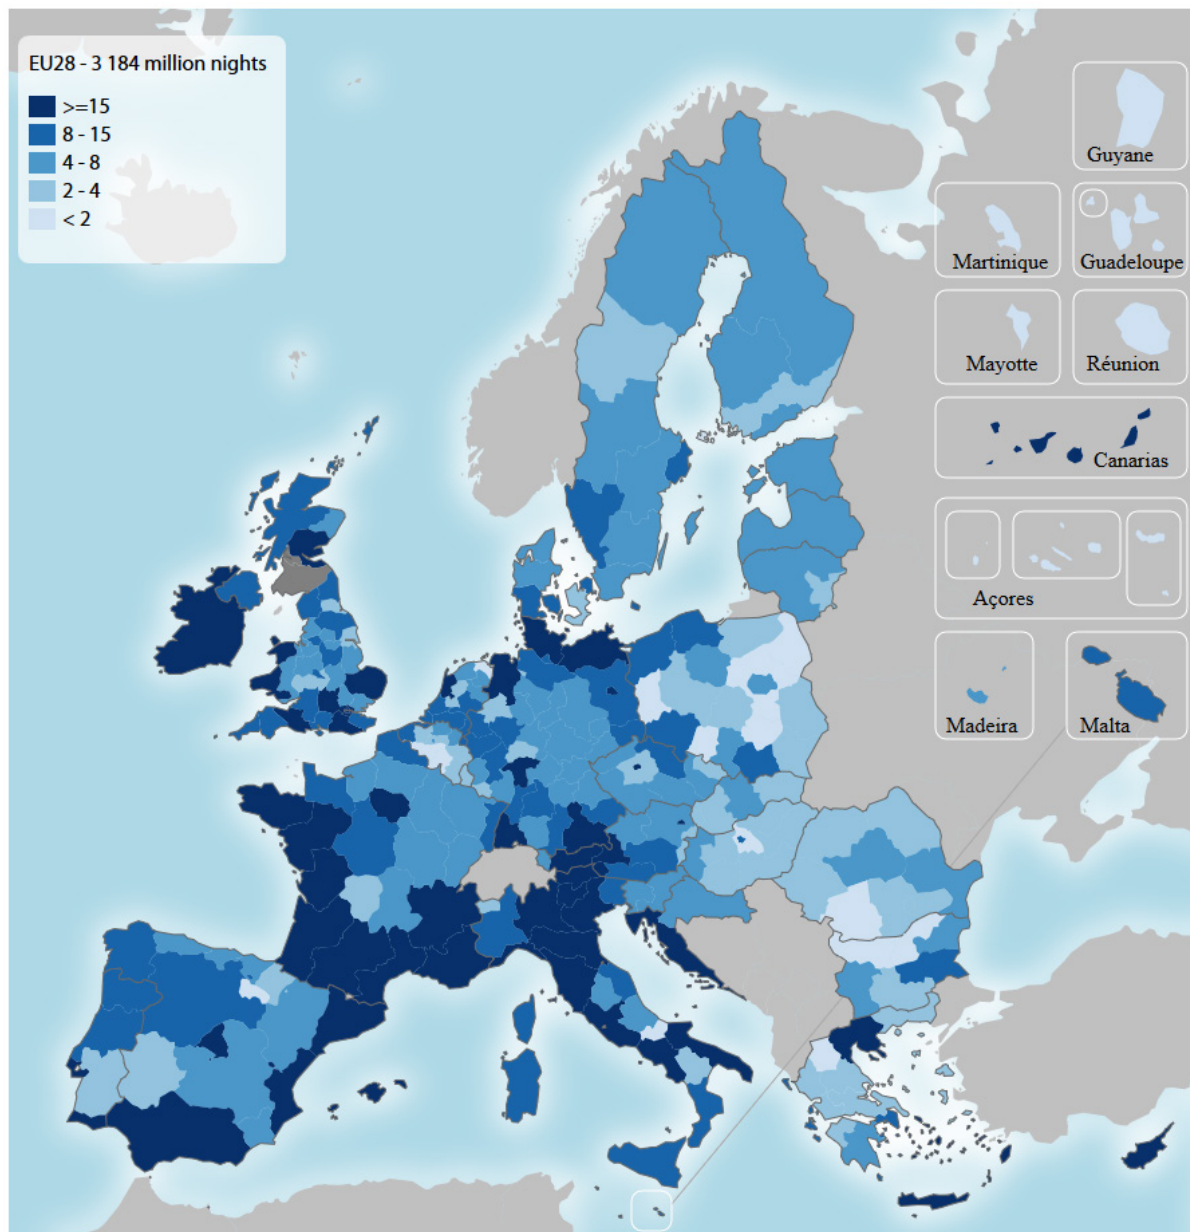 EU28 - 3 184 million nights
>=15
8 - 15
4 - 8
2 - 4
< 2
Guyane
Martinique
Guadeloupe
Mayotte
Réunion
Canarias
Açores
Madeira
Malta